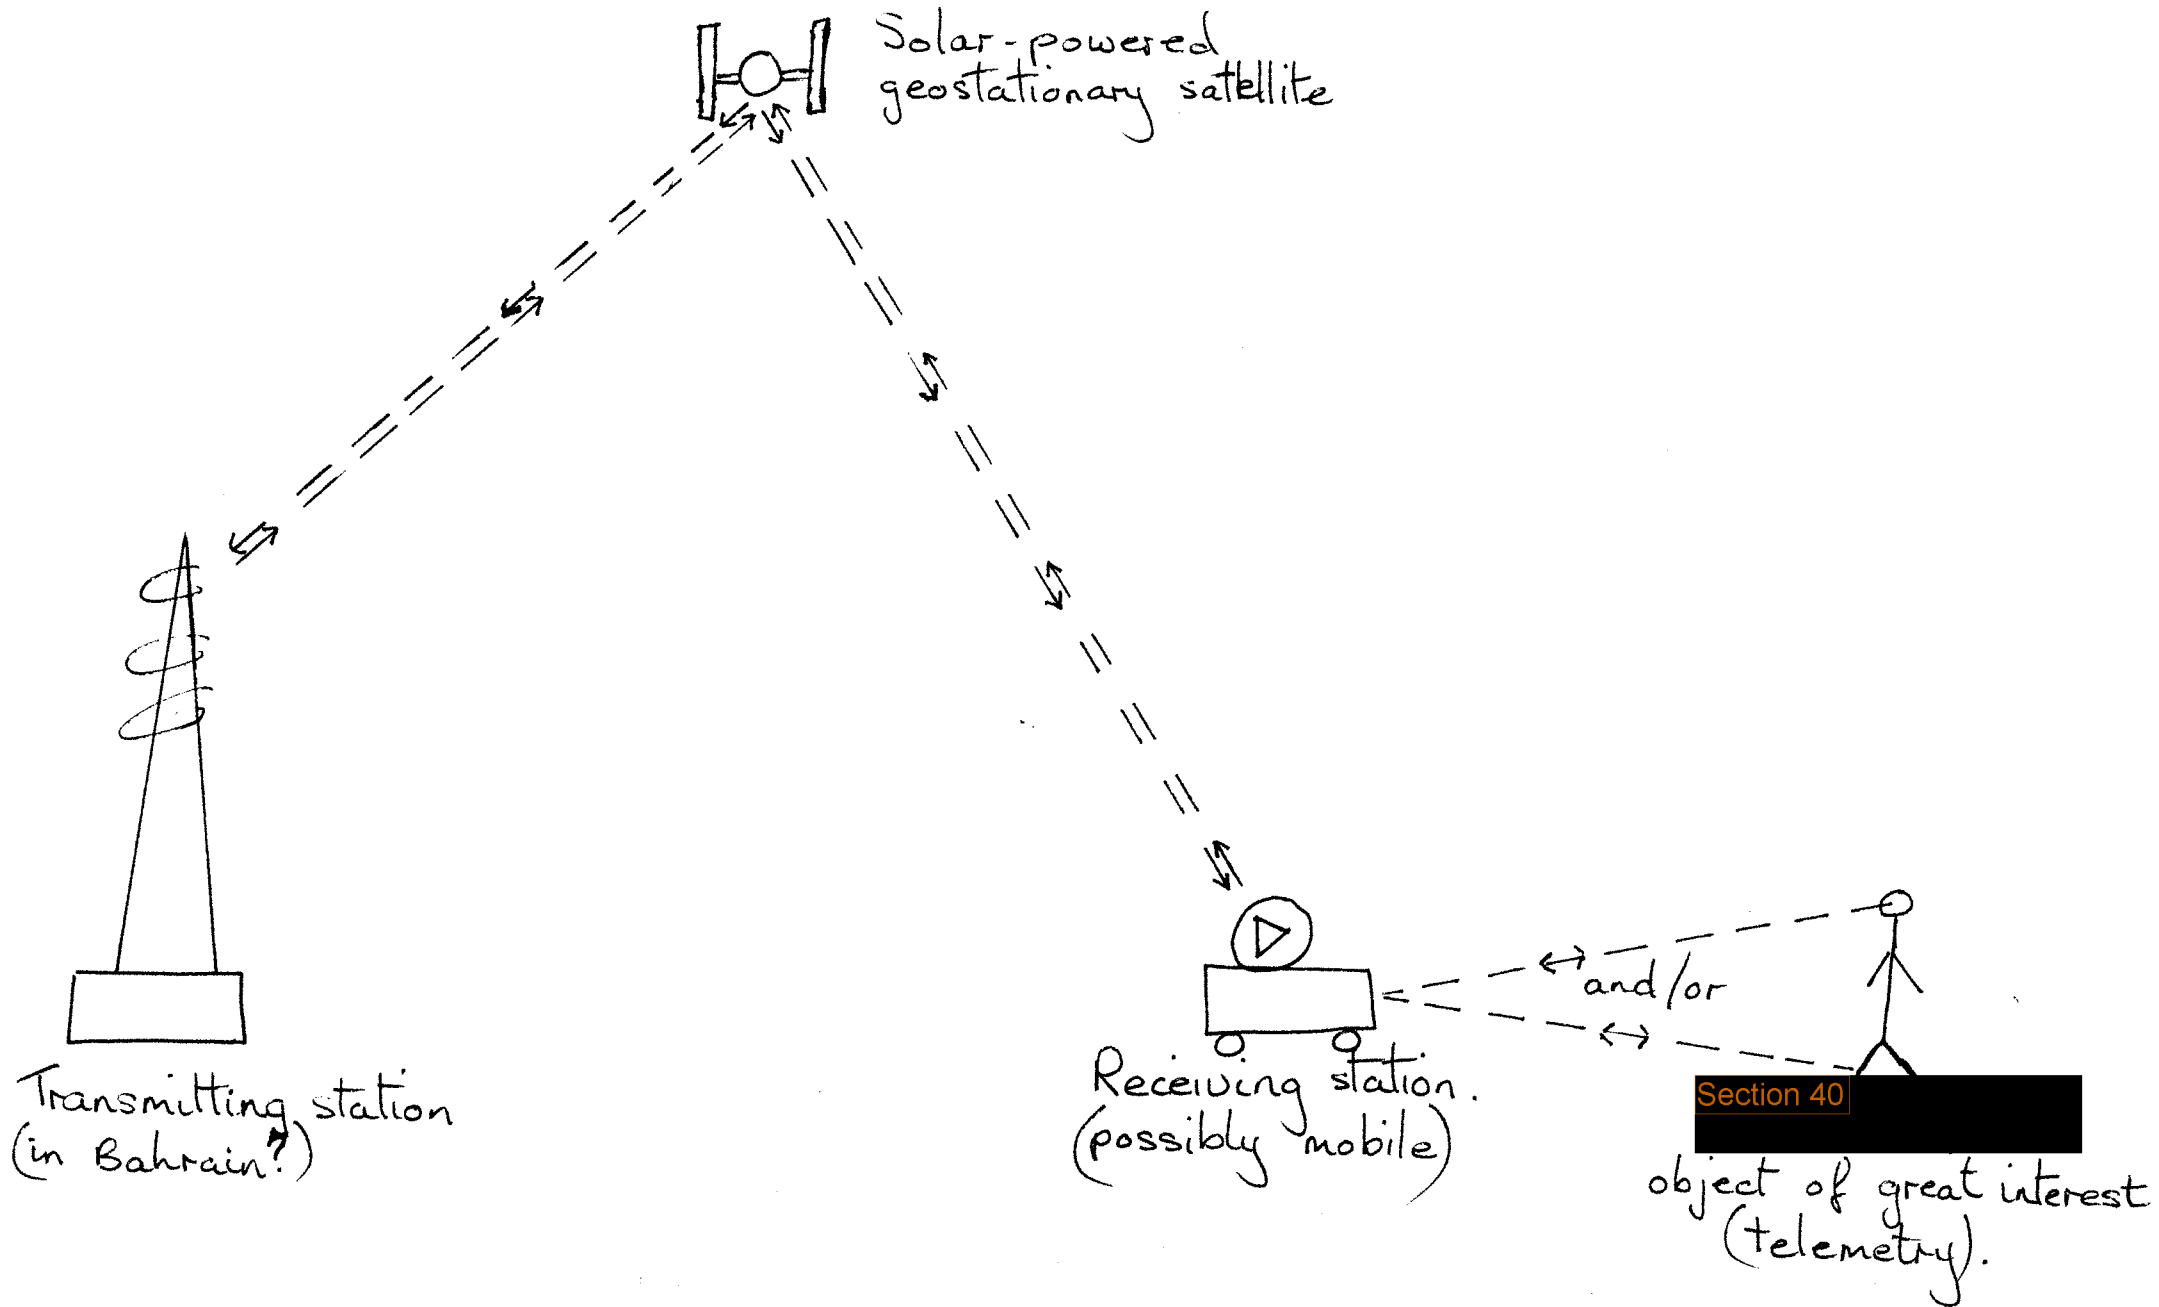 Solar-powered
geostationary satellite
and/or
Transmitting station
(in Bahrain?)
Receiving station.
(possibly mobile)
Section 40
object of great interest
(telemetry).